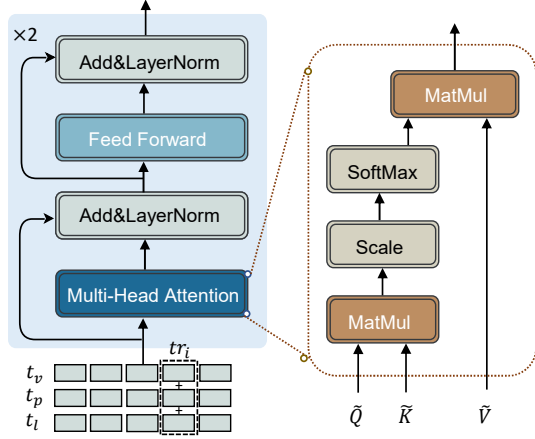 ×2
Add&LayerNorm
Feed Forward
Add&LayerNorm
Multi-Head Attention
tr_i
t_v
+
t_p
+
t_l
MatMul
SoftMax
Scale
MatMul
Q̃ K̃ Ṽ